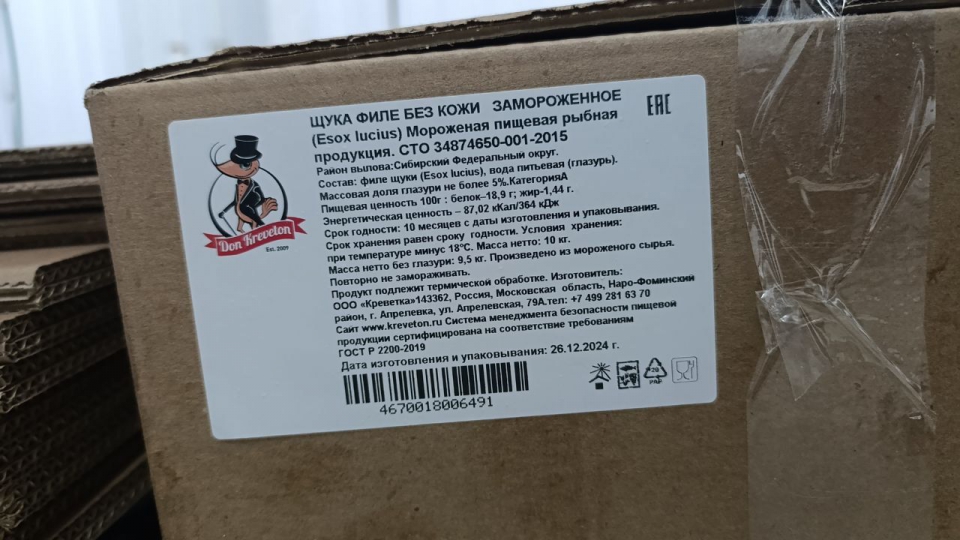 ЩУКА ФИЛЕ БЕЗ КОЖИ ЗАМОРОЖЕННОЕ
(Esox lucius) Мороженая пищевая рыбная
продукция. СТО 34874650-001-2015
Район вылова:Сибирский Федеральный округ.
Состав: филе щуки (Esox lucius), вода питьевая (глазурь).
Массовая доля глазури не более 5%.КатегорияА
Пищевая ценность 100г : белок–18,9 г; жир-1,44 г.
Энергетическая ценность – 87,02 кКал/364 кДж
Срок годности: 10 месяцев с даты изготовления и упаковывания.
Срок хранения равен сроку годности. Условия хранения:
при температуре минус 18°С. Масса нетто: 10 кг.
Масса нетто без глазури: 9,5 кг. Произведено из мороженого сырья.
Повторно не замораживать.
Продукт подлежит термической обработке. Изготовитель:
ООО «Креветка»143362, Россия, Московская область, Наро-Фоминский
район, г. Апрелевка, ул. Апрелевская, 79А.тел: +7 499 281 63 70
Сайт www.kreveton.ru Система менеджмента безопасности пищевой
продукции сертифицирована на соответствие требованиям
ГОСТ Р 2200-2019
Дата изготовления и упаковывания: 26.12.2024 г.
4670018006491
EAC
Don Kreveton
Est. 2009
20
PAP